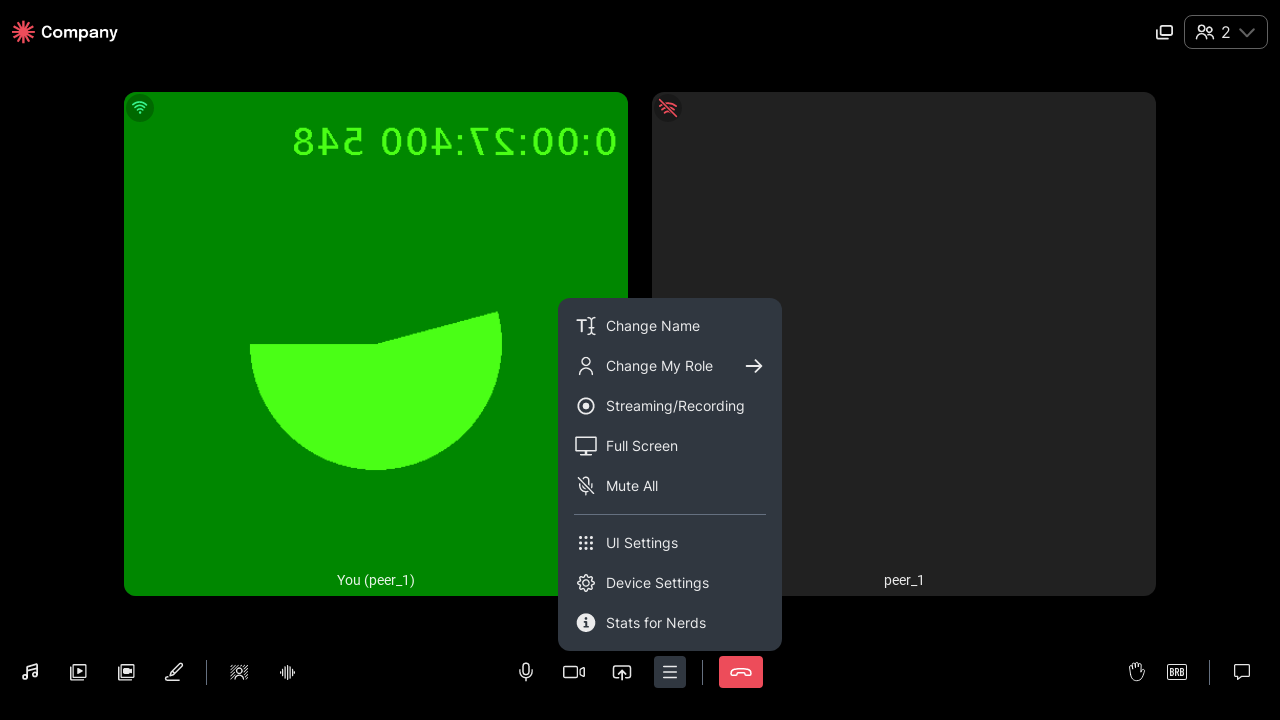 Company
2
0:00:27:400 548
Change Name
Change My Role
Streaming/Recording
Full Screen
Mute All
UI Settings
Device Settings
Stats for Nerds
You (peer_1)
peer_1
BRB